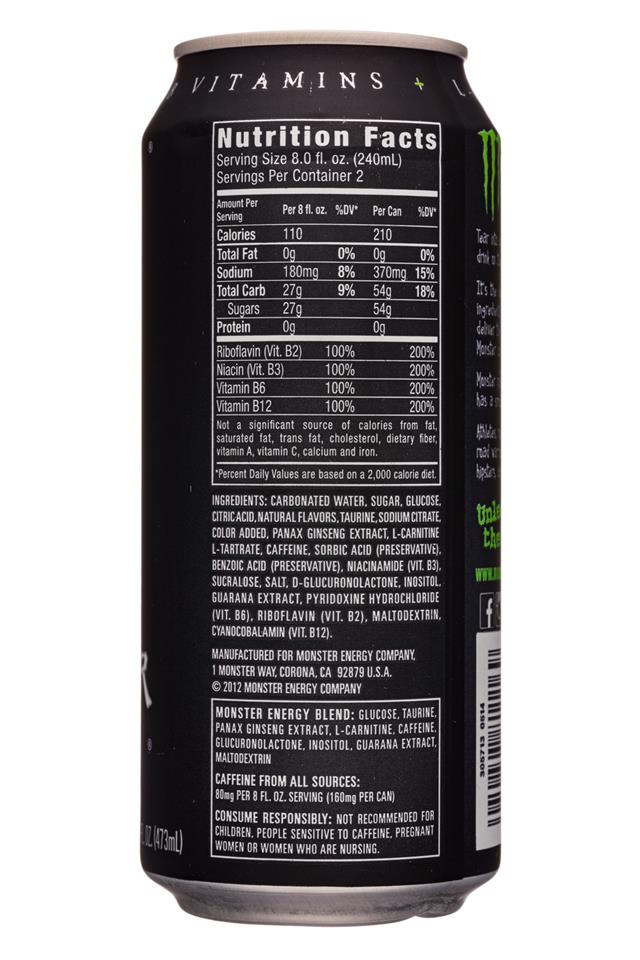 VITAMINS + L
Nutrition Facts
Serving Size 8.0 fl. oz. (240mL)
Servings Per Container 2
Amount Per Serving Per 8 fl. oz. %DV* Per Can %DV*
Calories 110 210
Total Fat 0g 0% 0g 0%
Sodium 180mg 8% 370mg 15%
Total Carb 27g 9% 54g 18%
Sugars 27g 54g
Protein 0g 0g
Riboflavin (Vit. B2) 100% 200%
Niacin (Vit. B3) 100% 200%
Vitamin B6 100% 200%
Vitamin B12 100% 200%
Not a significant source of calories from fat,
saturated fat, trans fat, cholesterol, dietary fiber,
vitamin A, vitamin C, calcium and iron.
*Percent Daily Values are based on a 2,000 calorie diet.
INGREDIENTS: CARBONATED WATER, SUGAR, GLUCOSE,
CITRIC ACID, NATURAL FLAVORS, TAURINE, SODIUM CITRATE,
COLOR ADDED, PANAX GINSENG EXTRACT, L-CARNITINE
L-TARTRATE, CAFFEINE, SORBIC ACID (PRESERVATIVE),
BENZOIC ACID (PRESERVATIVE), NIACINAMIDE (VIT. B3),
SUCRALOSE, SALT, D-GLUCURONOLACTONE, INOSITOL,
GUARANA EXTRACT, PYRIDOXINE HYDROCHLORIDE
(VIT. B6), RIBOFLAVIN (VIT. B2), MALTODEXTRIN,
CYANOCOBALAMIN (VIT. B12).
MANUFACTURED FOR MONSTER ENERGY COMPANY,
1 MONSTER WAY, CORONA, CA 92879 U.S.A.
© 2012 MONSTER ENERGY COMPANY
MONSTER ENERGY BLEND: GLUCOSE, TAURINE,
PANAX GINSENG EXTRACT, L-CARNITINE, CAFFEINE,
GLUCURONOLACTONE, INOSITOL, GUARANA EXTRACT,
MALTODEXTRIN
CAFFEINE FROM ALL SOURCES:
80mg PER 8 FL. OZ. SERVING (160mg PER CAN)
CONSUME RESPONSIBLY: NOT RECOMMENDED FOR
CHILDREN, PEOPLE SENSITIVE TO CAFFEINE, PREGNANT
WOMEN OR WOMEN WHO ARE NURSING.
OZ. (473mL)
It's the
Monster
has a
www.
305713 0514